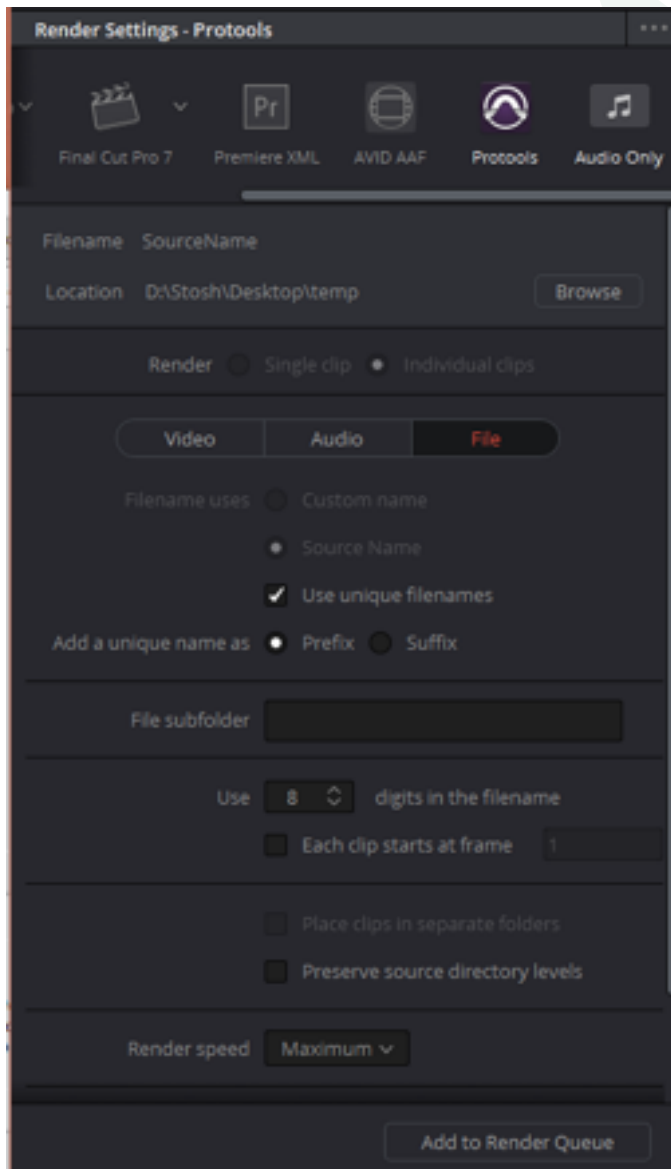 Render Settings - Protools
Final Cut Pro 7 Premiere XML AVID AAF Protools Audio Only
Pr
Filename SourceName
Location D:\Stosh\Desktop\temp Browse
Render Single clip Individual clips
Video Audio File
Filename uses Custom name
Source Name
Use unique filenames
Add a unique name as Prefix Suffix
File subfolder
Use 8 digits in the filename
Each clip starts at frame 1
Place clips in separate folders
Preserve source directory levels
Render speed Maximum
Add to Render Queue